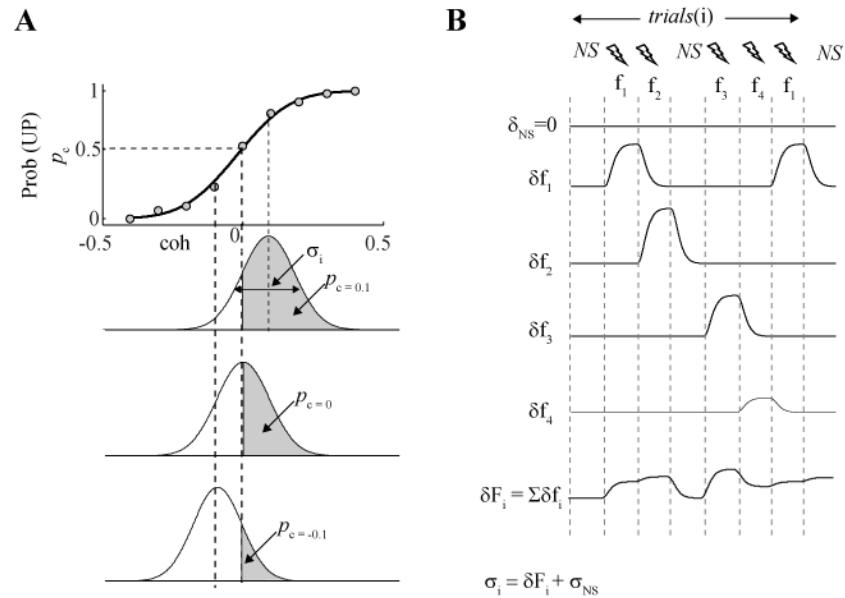 A
Prob (UP)
p_c
1
0.5
0
-0.5
coh
0
0.5
σ_i
p_c = 0.1
p_c = 0
p_c = -0.1
B
trials(i)
NS
NS
NS
f_1 f_2 f_3 f_4 f_1
δ_NS=0
δf_1
δf_2
δf_3
δf_4
δF_i = Σδf_i
σ_i = δF_i + σ_NS